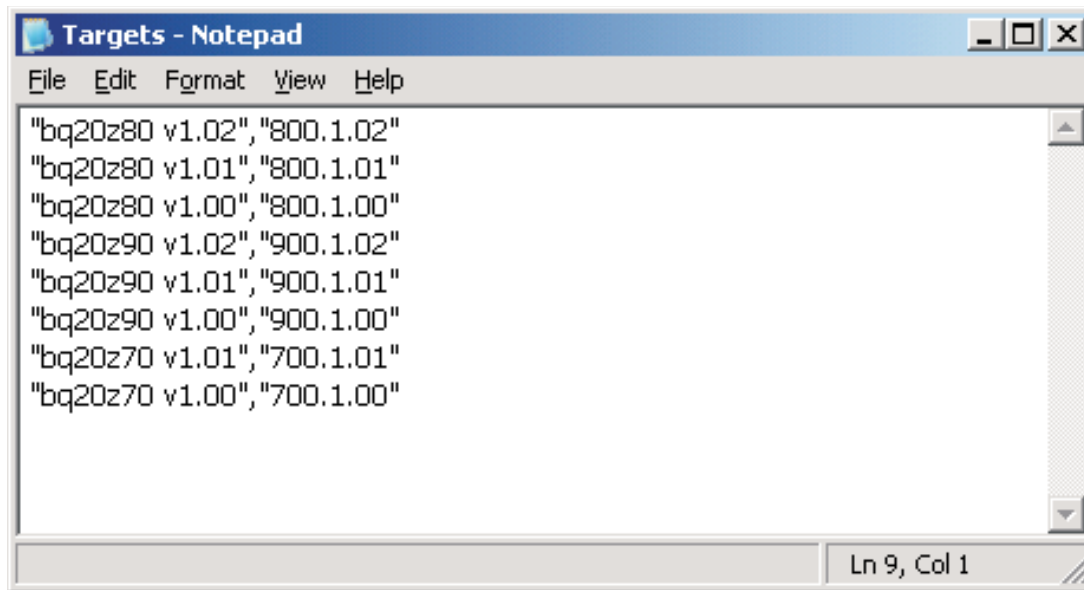 Targets - Notepad
File Edit Format View Help
"bq20z80 v1.02","800.1.02"
"bq20z80 v1.01","800.1.01"
"bq20z80 v1.00","800.1.00"
"bq20z90 v1.02","900.1.02"
"bq20z90 v1.01","900.1.01"
"bq20z90 v1.00","900.1.00"
"bq20z70 v1.01","700.1.01"
"bq20z70 v1.00","700.1.00"
Ln 9, Col 1